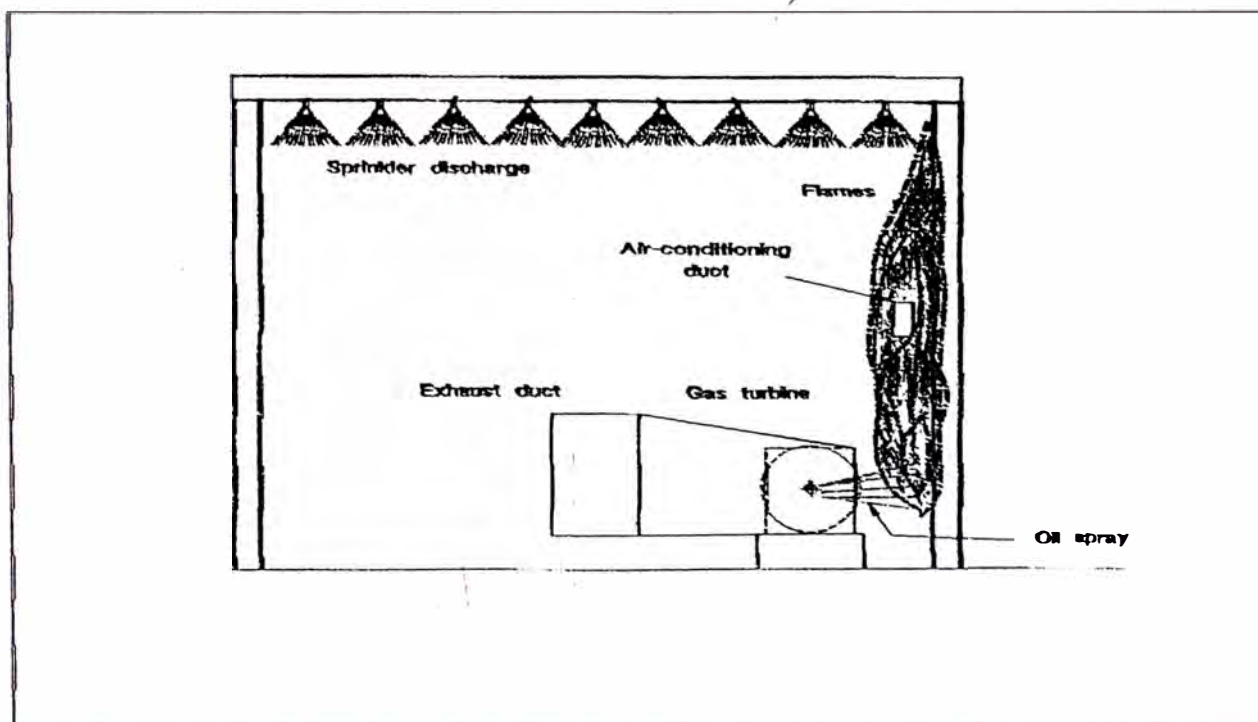 Sprinkler discharge
Flames
Air-conditioning
duct
Exhaust duct
Gas turbine
Oil spray